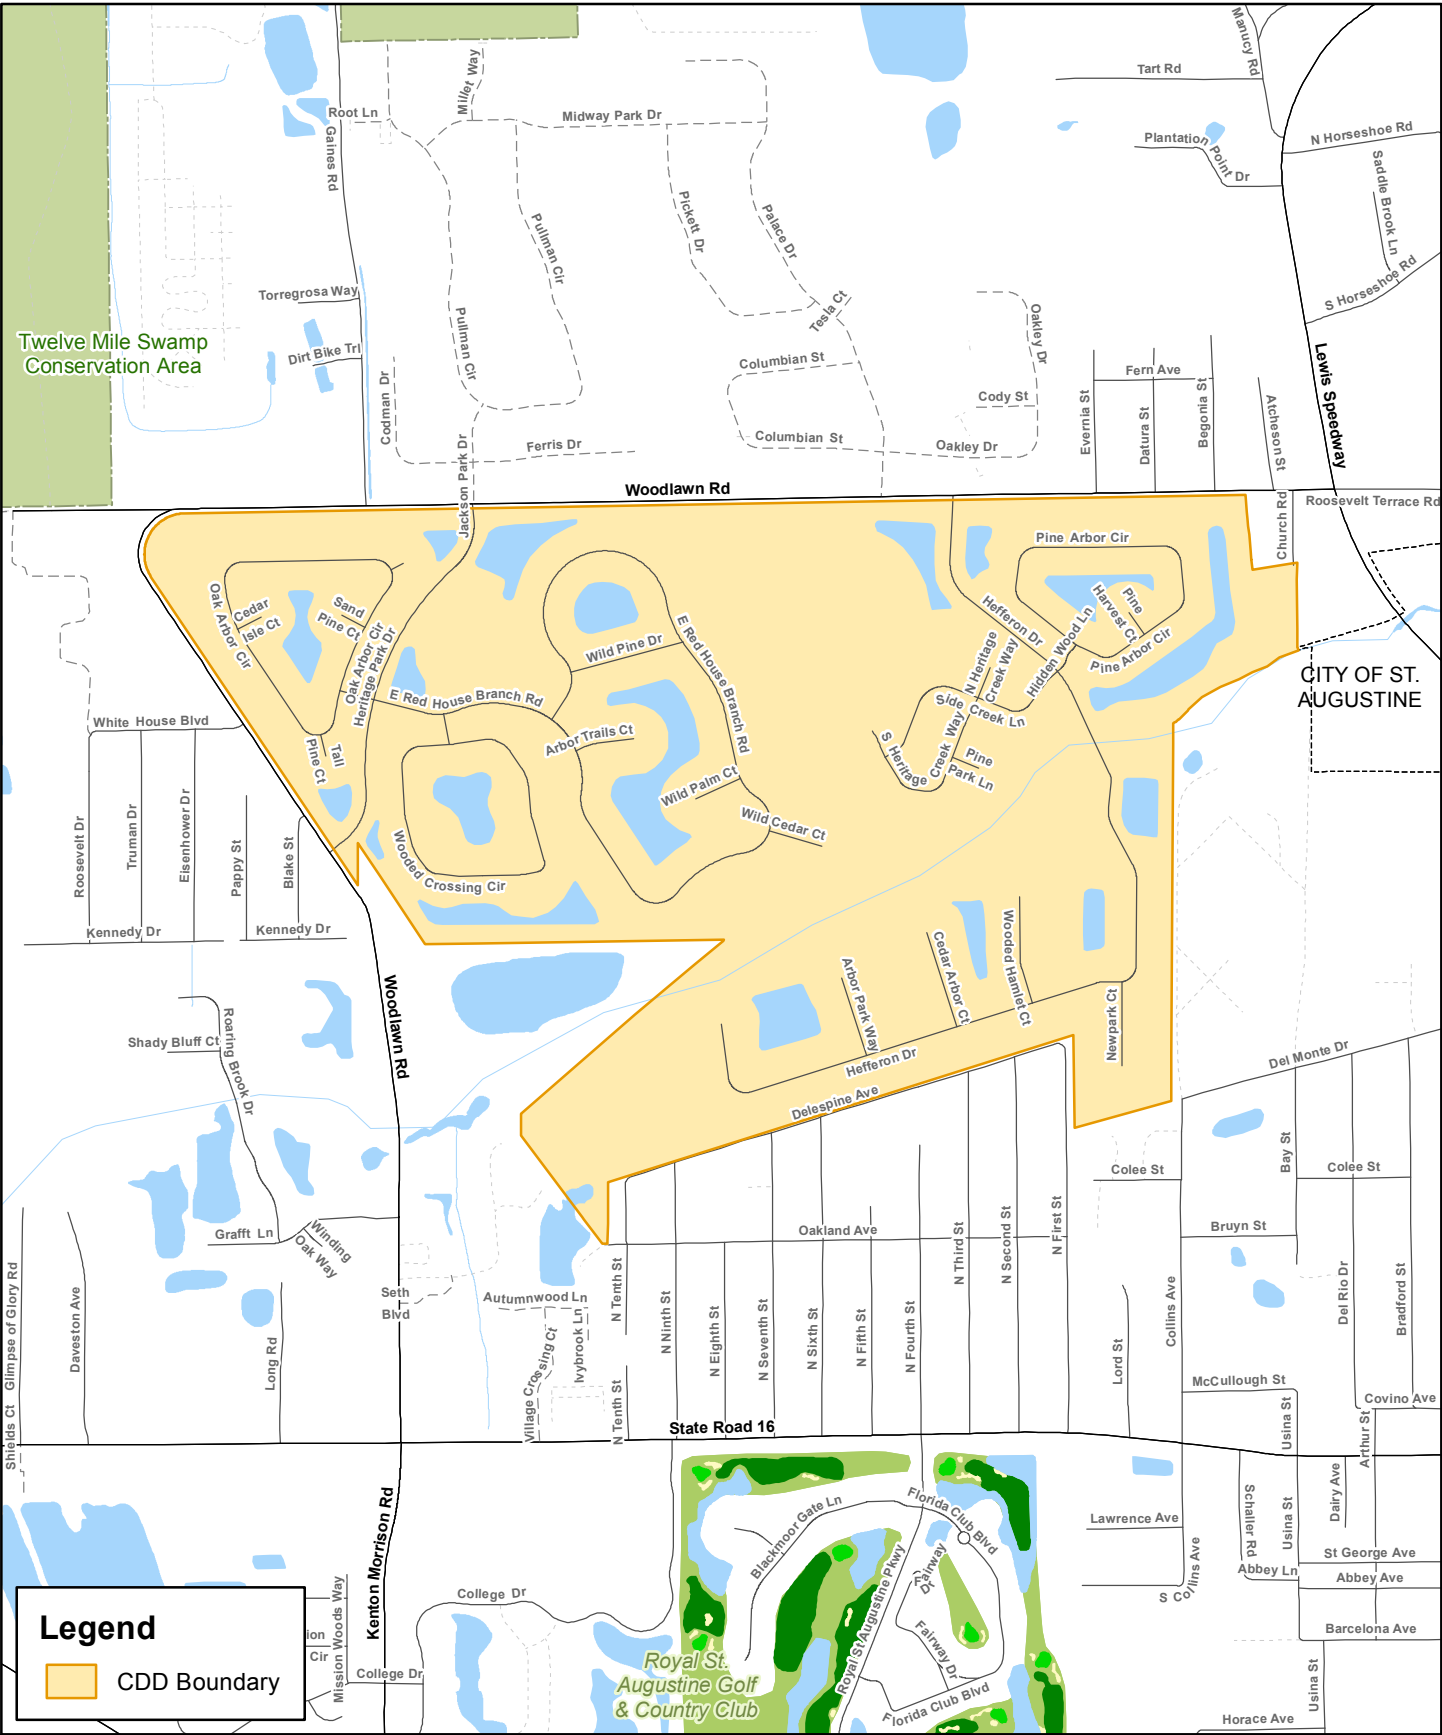 Manucy Rd
Tart Rd
Millet Way
Root Ln
Midway Park Dr
Gaines Rd
Plantation Point Dr
N Horseshoe Rd
Saddle Brook Ln
Pickett Dr
Palace Dr
Pullman Cir
S Horseshoe Rd
Torregrosa Way
Tesla Ct
Pullman Cir
Oakley Dr
Twelve Mile Swamp
Conservation Area
Dirt Bike Trl
Columbian St
Lewis Speedway
Fern Ave
Codman Dr
Cody St
Evernia St
Datura St
Begonia St
Atcheson St
Ferris Dr
Columbian St
Oakley Dr
Jackson Park Dr
Woodlawn Rd
Roosevelt Terrace Rd
Church Rd
Pine Arbor Cir
Oak Arbor Cir
Cedar
Isle Ct
Sand
Pine Ct
Oak Arbor Cir
Heritage Park Dr
Wild Pine Dr
E Red House Branch Rd
Hefferon Dr
Hidden Wood Ln
Pine
Harvest Ct
Pine Arbor Cir
N Heritage
Creek Way
CITY OF ST.
AUGUSTINE
E Red House Branch Rd
Side Creek Ln
White House Blvd
Tall
Pine Ct
Arbor Trails Ct
S Heritage
Creek Way
Pine
Park Ln
Wild Palm Ct
Wild Cedar Ct
Roosevelt Dr
Truman Dr
Eisenhower Dr
Pappy St
Blake St
Wooded Crossing Cir
Kennedy Dr
Kennedy Dr
Woodlawn Rd
Arbor Park Way
Cedar Arbor Ct
Wooded Hamlet Ct
Newpark Ct
Roaring Brook Dr
Shady Bluff Ct
Hefferon Dr
Delespine Ave
Del Monte Dr
Bay St
Colee St
Colee St
Grafft Ln
Winding
Oak Way
Oakland Ave
Bruyn St
N Third St
N Second St
N First St
Glimpse of Glory Rd
Daveston Ave
Long Rd
Seth
Blvd
Autumnwood Ln
Ivybrook Ln
Village Crossing Ct
N Tenth St
N Ninth St
N Eighth St
N Seventh St
N Sixth St
N Fifth St
N Fourth St
Lord St
Collins Ave
Del Rio Dr
Bradford St
McCullough St
Covino Ave
Shields Ct
N Tenth St
State Road 16
Usina St
Arthur St
Kenton Morrison Rd
Blackmoor Gate Ln
Florida Club Blvd
Lawrence Ave
Schaller Rd
Usina St
Dairy Ave
St George Ave
Abbey Ln
Abbey Ave
S Collins Ave
Fairway
Dr
Royal St Augustine Pkwy
College Dr
Mission Woods Way
ion
Cir
College Dr
Barcelona Ave
Fairway Dr
Florida Club Blvd
Royal St.
Augustine Golf
& Country Club
Usina St
Horace Ave
Legend
CDD Boundary